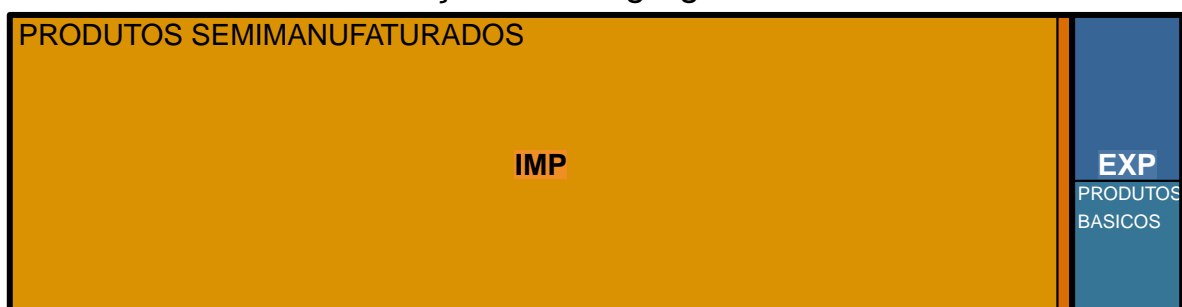 PRODUTOS SEMIMANUFATURADOS
IMP
EXP
PRODUTOS
BASICOS